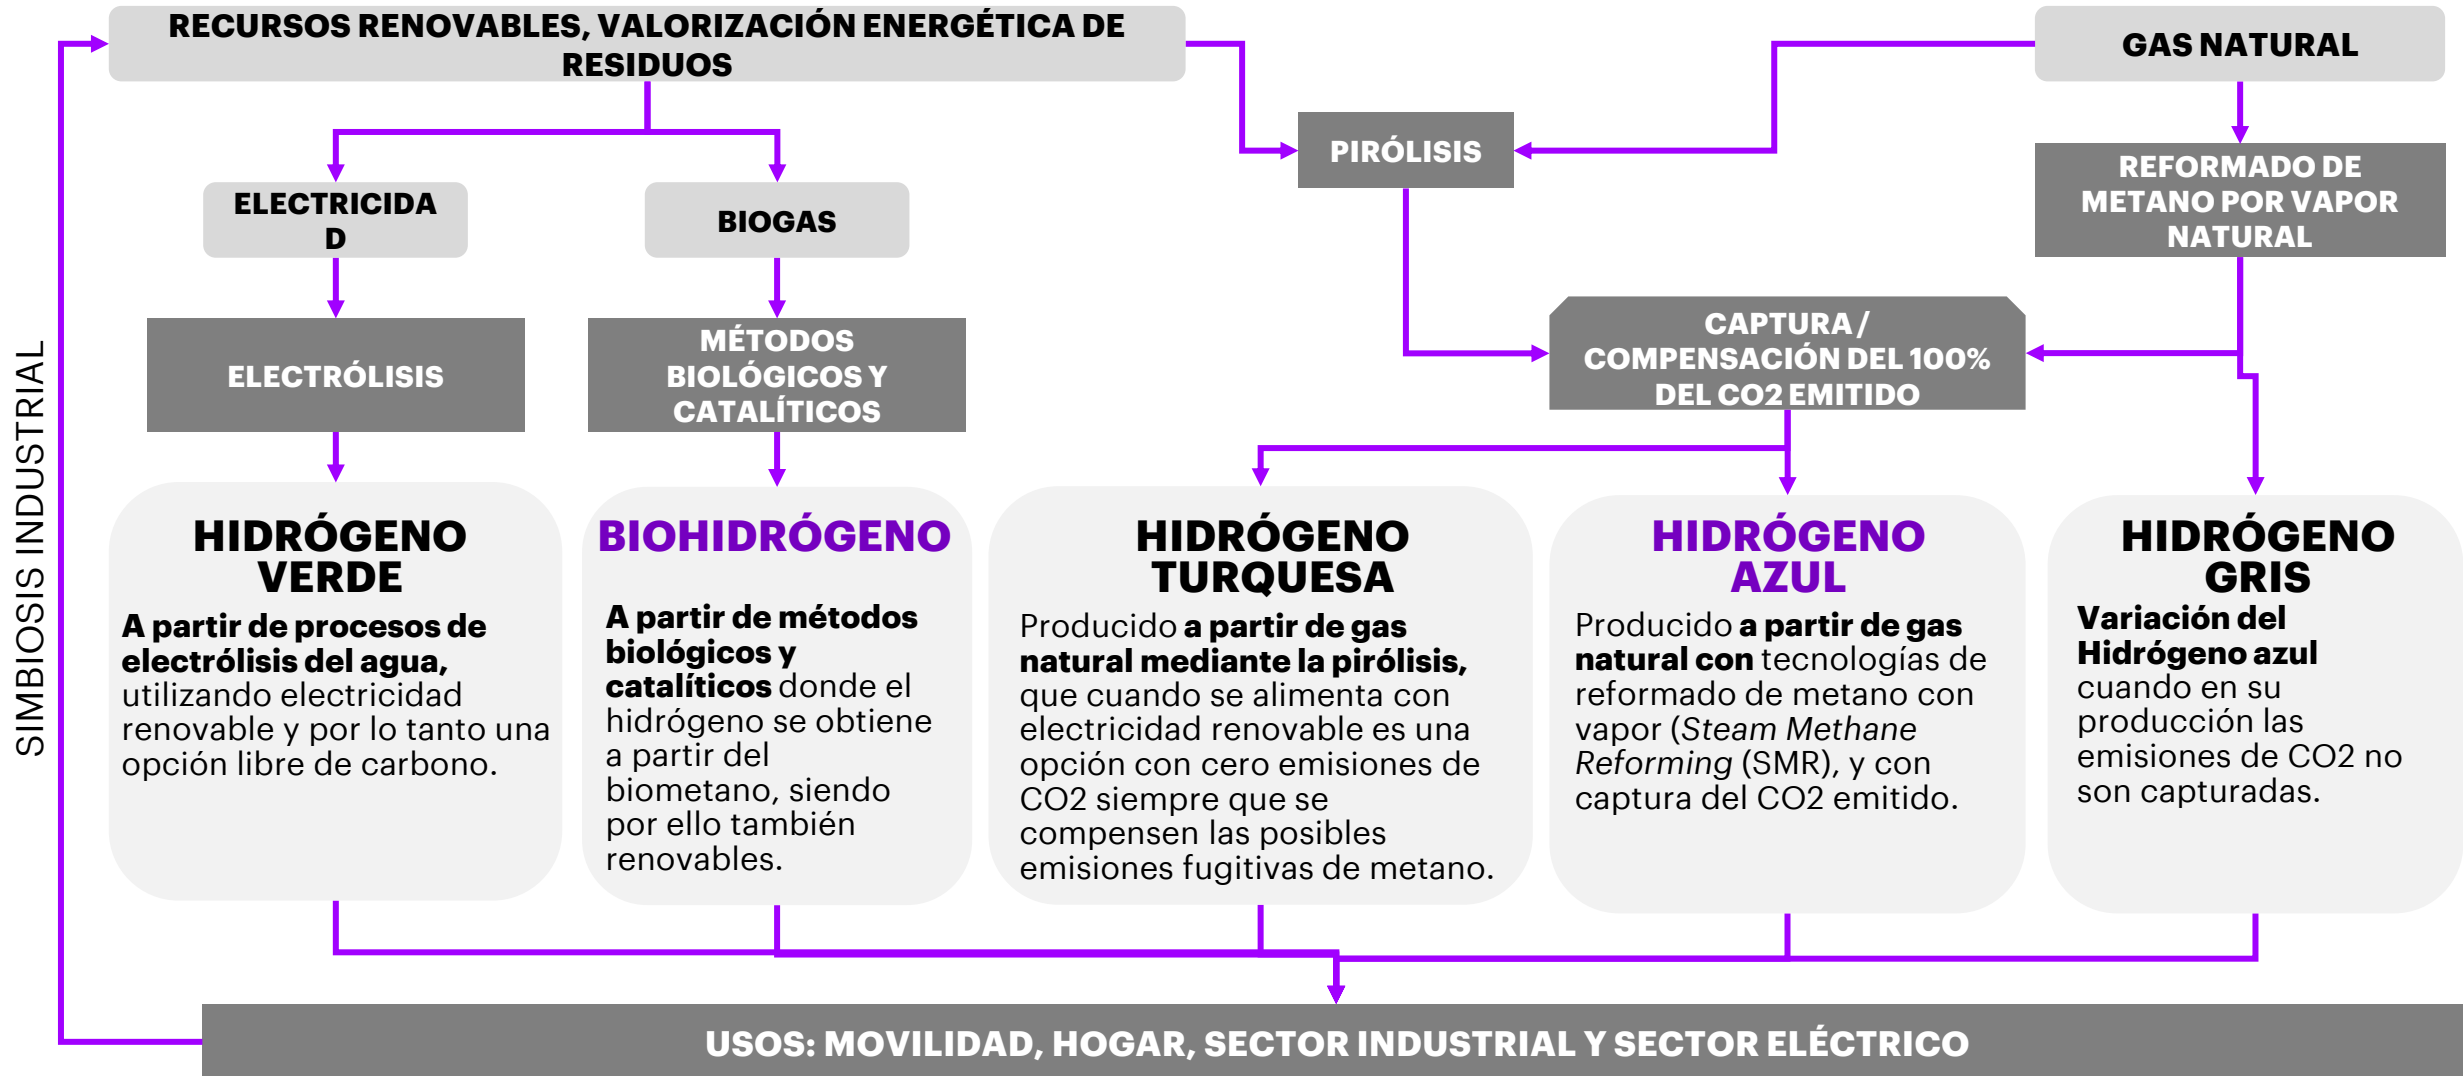 RECURSOS RENOVABLES, VALORIZACIÓN ENERGÉTICA DE
RESIDUOS
GAS NATURAL
PIRÓLISIS
REFORMADO DE
METANO POR VAPOR
NATURAL
ELECTRICIDA
D
BIOGAS
CAPTURA /
COMPENSACIÓN DEL 100%
DEL CO2 EMITIDO
ELECTRÓLISIS
MÉTODOS
BIOLÓGICOS Y
CATALÍTICOS
SIMBIOSIS INDUSTRIAL
HIDRÓGENO
VERDE
A partir de procesos de
electrólisis del agua,
utilizando electricidad
renovable y por lo tanto una
opción libre de carbono.
BIOHIDRÓGENO
A partir de métodos
biológicos y
catalíticos donde el
hidrógeno se obtiene
a partir del
biometano, siendo
por ello también
renovables.
HIDRÓGENO
TURQUESA
Producido a partir de gas
natural mediante la pirólisis,
que cuando se alimenta con
electricidad renovable es una
opción con cero emisiones de
CO2 siempre que se
compensen las posibles
emisiones fugitivas de metano.
HIDRÓGENO
AZUL
Producido a partir de gas
natural con tecnologías de
reformado de metano con
vapor (Steam Methane
Reforming (SMR), y con
captura del CO2 emitido.
HIDRÓGENO
GRIS
Variación del
Hidrógeno azul
cuando en su
producción las
emisiones de CO2 no
son capturadas.
USOS: MOVILIDAD, HOGAR, SECTOR INDUSTRIAL Y SECTOR ELÉCTRICO